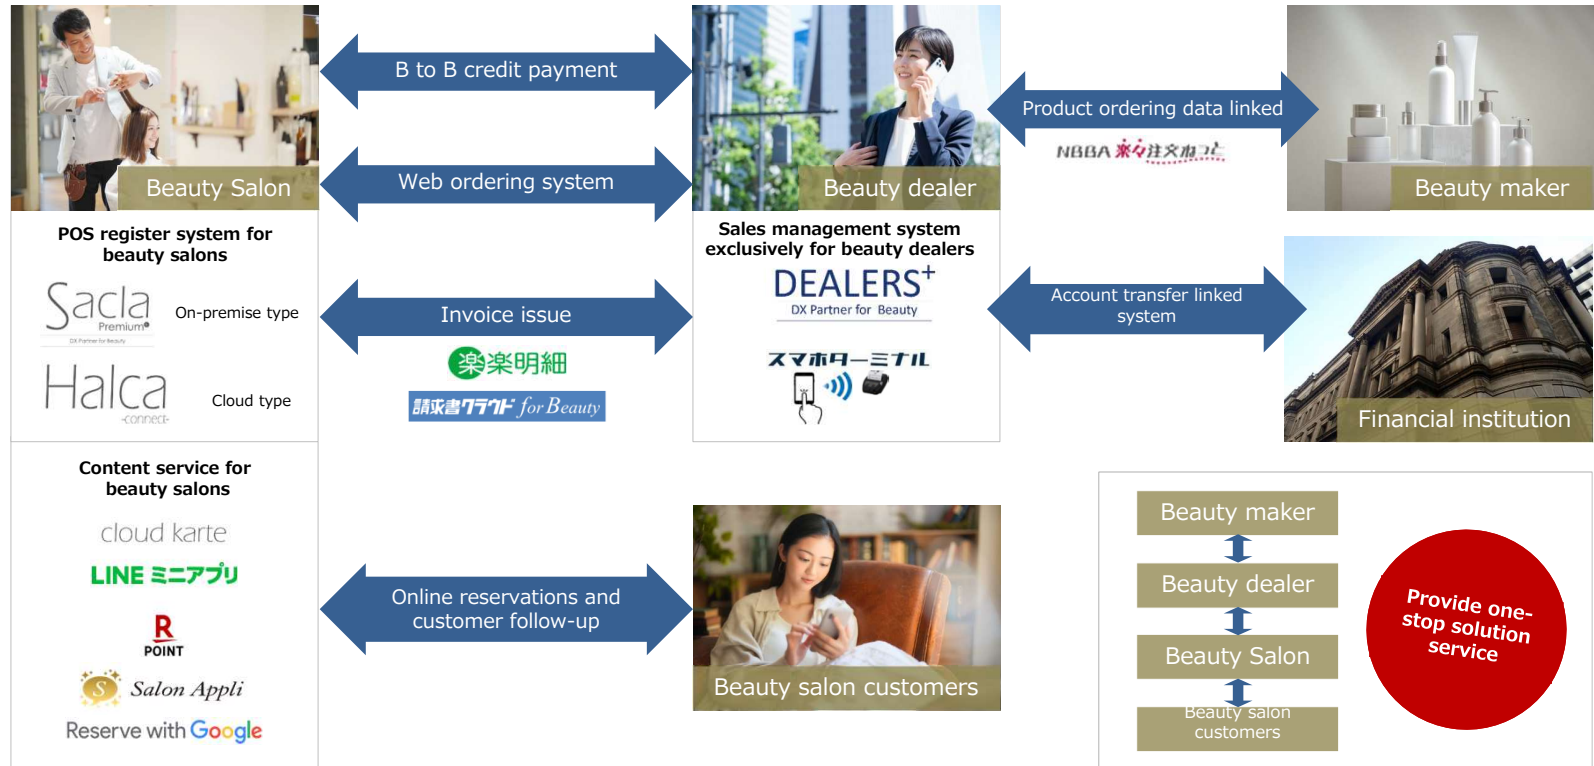 B to B credit payment
Product ordering data linked
NBBA 楽々注文ねっと
Beauty Salon
Web ordering system
Beauty dealer
Beauty maker
POS register system for
beauty salons
Sacla
Premium
DX Partner for Beauty
On-premise type
Halca
-connect-
Cloud type
Invoice issue
楽楽明細
請求書クラウド for Beauty
Sales management system
exclusively for beauty dealers
DEALERS+
DX Partner for Beauty
スマホターミナル
Account transfer linked
system
Financial institution
Content service for
beauty salons
cloud karte
LINE ミニアプリ
R
POINT
S Salon Appli
Reserve with Google
Online reservations and
customer follow-up
Beauty salon customers
Beauty maker
Beauty dealer
Beauty Salon
Beauty salon
customers
Provide one-
stop solution
service